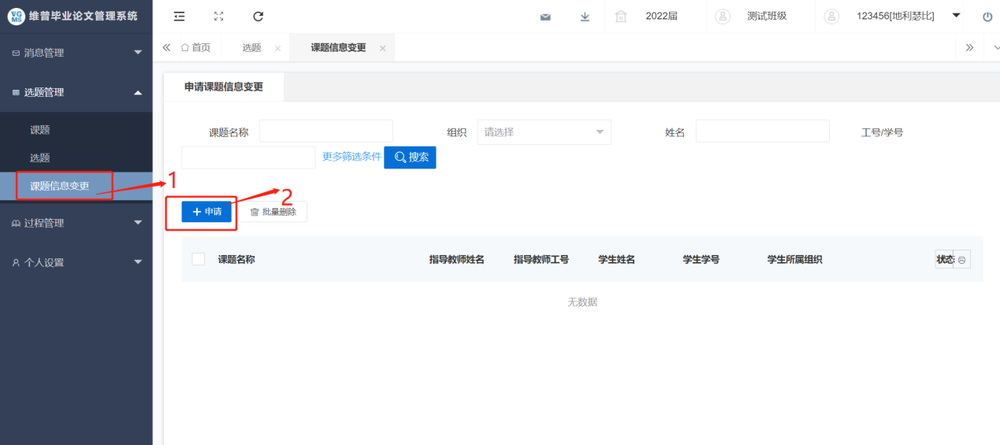 VG
MS
维普毕业论文管理系统
2022届
测试班级
123456[地利瑟比]
消息管理
选题管理
课题
选题
课题信息变更
过程管理
个人设置
首页
选题
课题信息变更
申请课题信息变更
课题名称
组织
请选择
姓名
工号/学号
更多筛选条件
搜索
1
2
申请
批量删除
课题名称 指导教师姓名 指导教师工号 学生姓名 学生学号 学生所属组织 状态
无数据